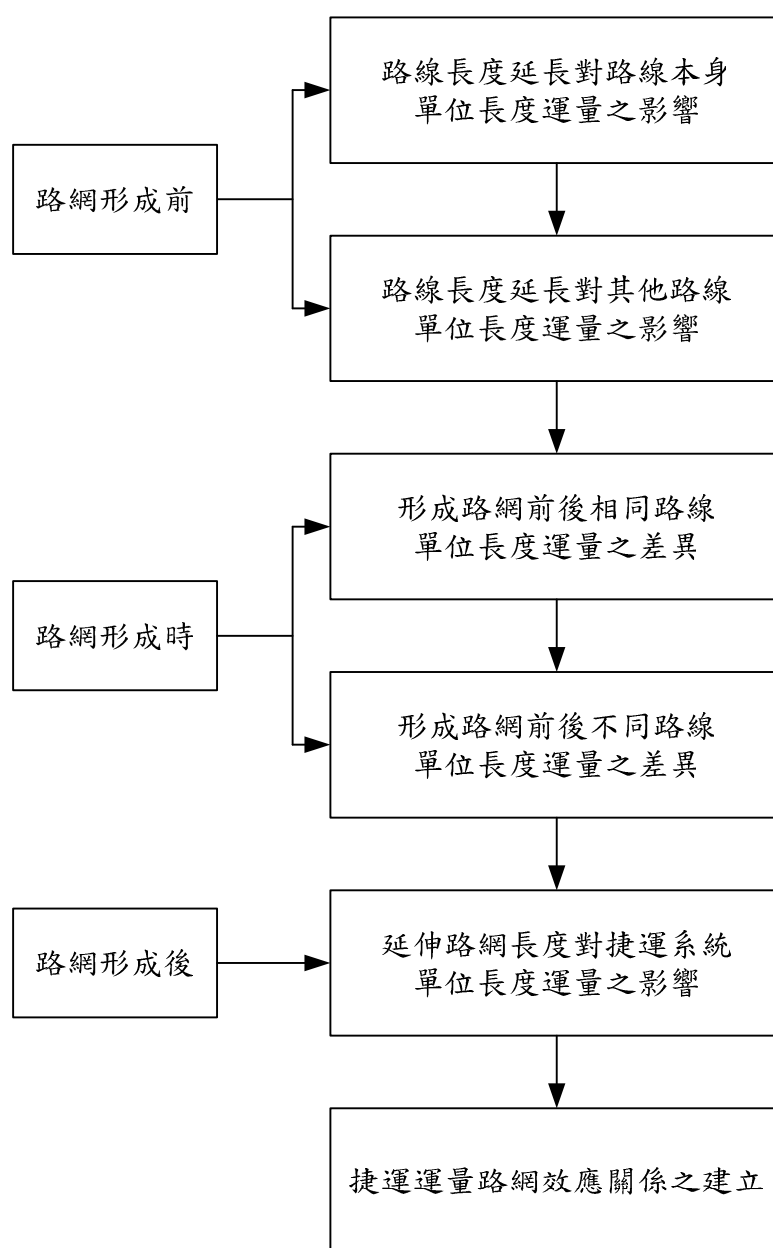 路線長度延長對路線本身
單位長度運量之影響
路網形成前
路線長度延長對其他路線
單位長度運量之影響
形成路網前後相同路線
單位長度運量之差異
路網形成時
形成路網前後不同路線
單位長度運量之差異
路網形成後
延伸路網長度對捷運系統
單位長度運量之影響
捷運運量路網效應關係之建立